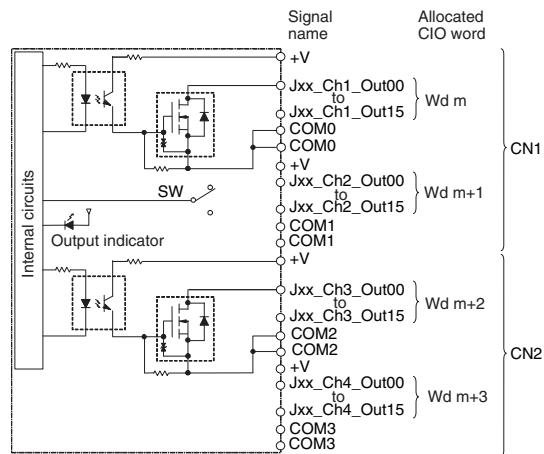 Signal
name
Allocated
CIO word
+V
Jxx_Ch1_Out00
to
Jxx_Ch1_Out15
Wd m
COM0
COM0
CN1
+V
Jxx_Ch2_Out00
to
Jxx_Ch2_Out15
Wd m+1
SW
COM1
COM1
Internal circuits
Output indicator
+V
Jxx_Ch3_Out00
to
Jxx_Ch3_Out15
Wd m+2
COM2
COM2
CN2
+V
Jxx_Ch4_Out00
to
Jxx_Ch4_Out15
Wd m+3
COM3
COM3